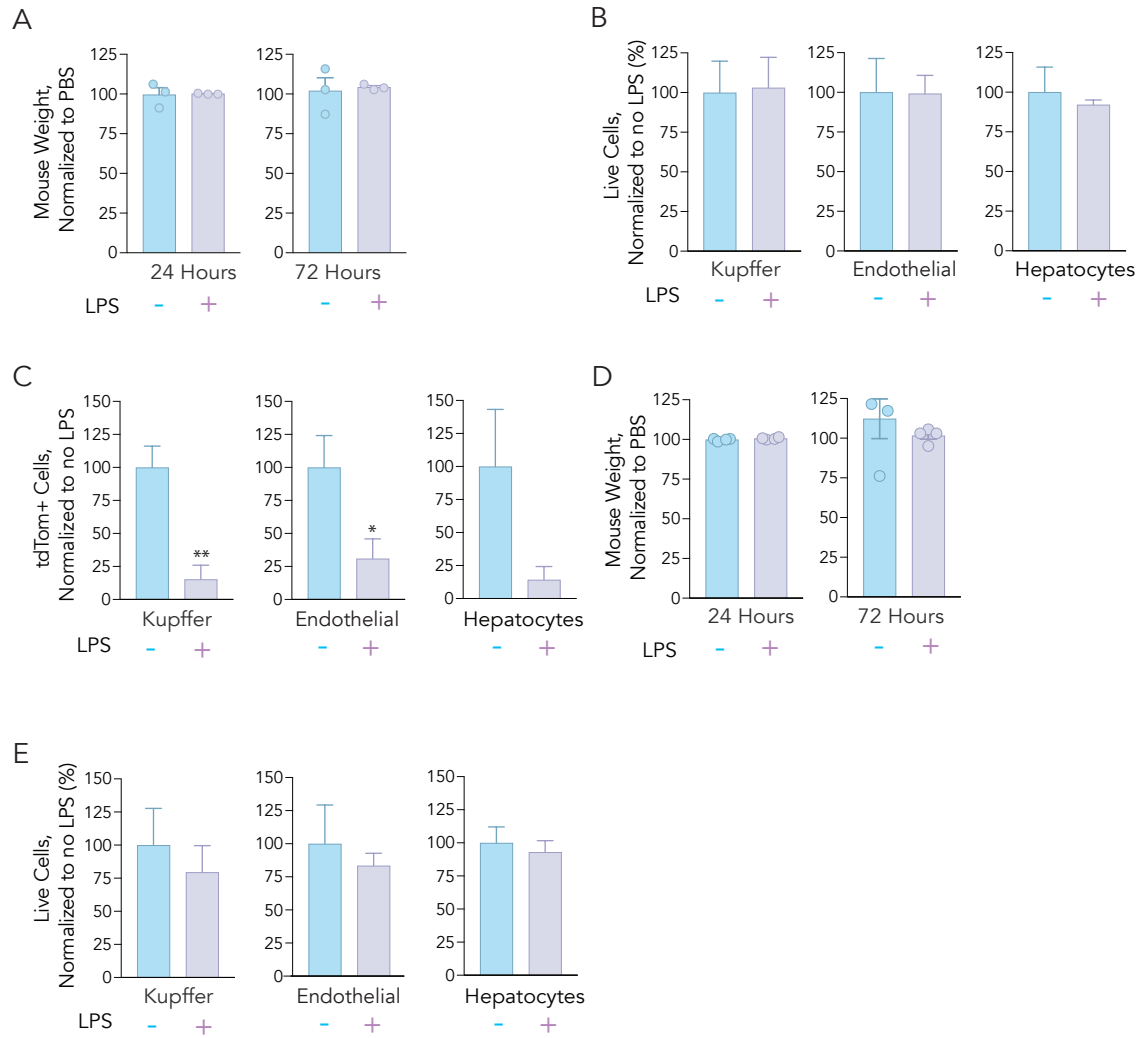 A
Mouse Weight,
Normalized to PBS
125
100
75
50
25
0
24 Hours
125
100
75
50
25
0
72 Hours
LPS - + - +
B
Live Cells,
Normalized to no LPS (%)
125
100
75
50
25
0
Kupffer
125
100
75
50
25
0
Endothelial
125
100
75
50
25
0
Hepatocytes
LPS - + - + - +
C
tdTom+ Cells,
Normalized to no LPS
150
125
100
75
50
25
0
**
Kupffer
150
125
100
75
50
25
0
*
Endothelial
150
125
100
75
50
25
0
Hepatocytes
LPS - + - + - +
D
Mouse Weight,
Normalized to PBS
125
100
75
50
25
0
24 Hours
125
100
75
50
25
0
72 Hours
LPS - + - +
E
Live Cells,
Normalized to no LPS (%)
150
125
100
75
50
25
0
Kupffer
150
125
100
75
50
25
0
Endothelial
150
125
100
75
50
25
0
Hepatocytes
LPS - + - + - +